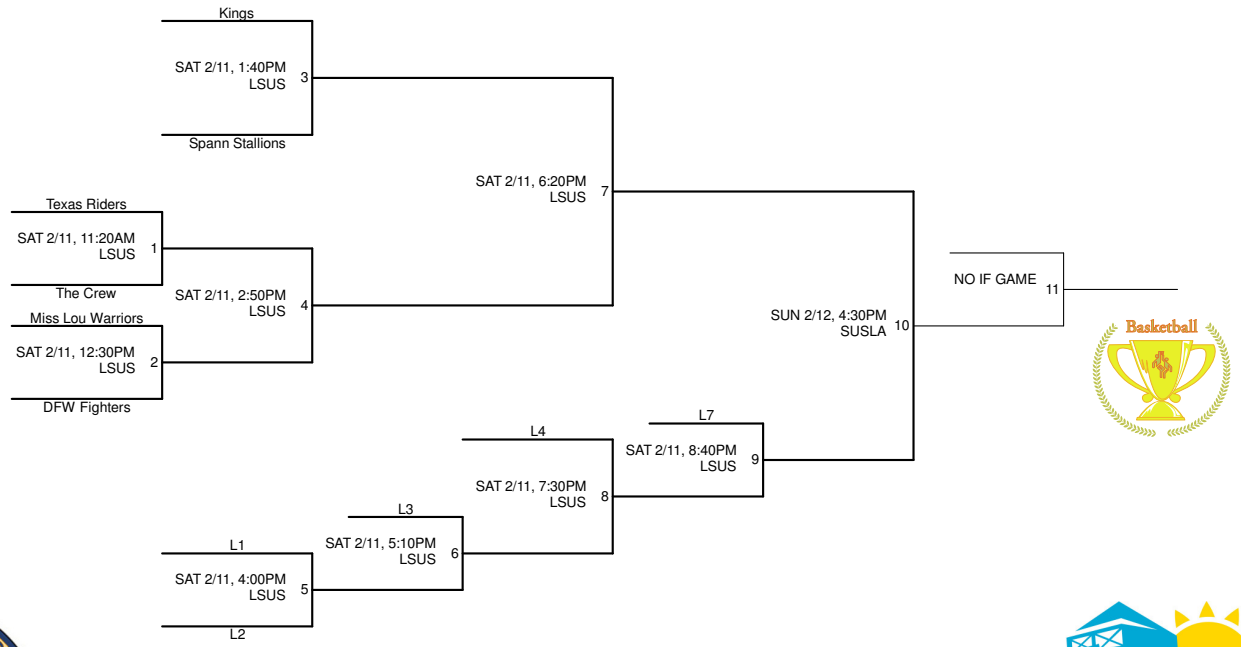 Kings
SAT 2/11, 1:40PM
LSUS
3
Spann Stallions
SAT 2/11, 6:20PM
LSUS
7
Texas Riders
SAT 2/11, 11:20AM
LSUS
1
The Crew
SAT 2/11, 2:50PM
LSUS
4
Miss Lou Warriors
SAT 2/11, 12:30PM
LSUS
2
DFW Fighters
NO IF GAME
11
SUN 2/12, 4:30PM
SUSLA
10
Basketball
L7
SAT 2/11, 8:40PM
LSUS
9
L4
SAT 2/11, 7:30PM
LSUS
8
L3
SAT 2/11, 5:10PM
LSUS
6
L1
SAT 2/11, 4:00PM
LSUS
5
L2